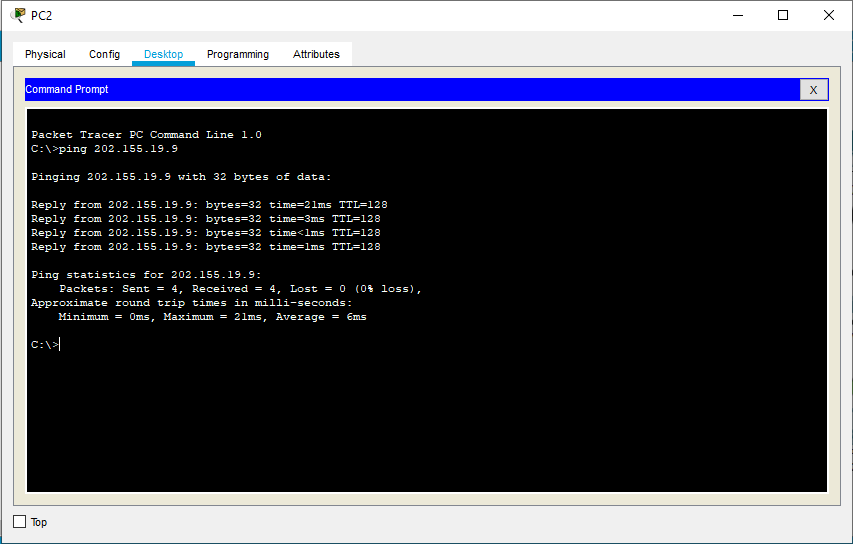 PC2
Physical Config Desktop Programming Attributes
Command Prompt
X
Packet Tracer PC Command Line 1.0
C:\>ping 202.155.19.9
Pinging 202.155.19.9 with 32 bytes of data:
Reply from 202.155.19.9: bytes=32 time=21ms TTL=128
Reply from 202.155.19.9: bytes=32 time=3ms TTL=128
Reply from 202.155.19.9: bytes=32 time<1ms TTL=128
Reply from 202.155.19.9: bytes=32 time=1ms TTL=128
Ping statistics for 202.155.19.9:
    Packets: Sent = 4, Received = 4, Lost = 0 (0% loss),
Approximate round trip times in milli-seconds:
    Minimum = 0ms, Maximum = 21ms, Average = 6ms
C:\>
Top